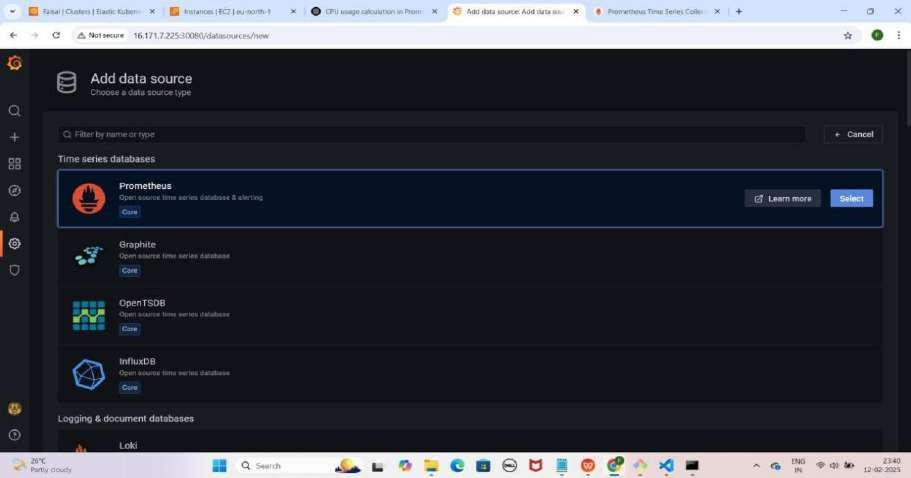 Faisal | Clusters | Elastic Kubern
Instances | EC2 | eu-north-1
CPU usage calculation in Prom
Add data source: Add data sou
Prometheus Time Series Collec
Not secure
16.171.7.225:30080/datasources/new
Add data source
Choose a data source type
Filter by name or type
Cancel
Time series databases
Prometheus
Open source time series database & alerting
Core
Learn more
Select
Graphite
Open source time series database
Core
OpenTSDB
Open source time series database
Core
InfluxDB
Open source time series database
Core
Logging & document databases
Loki
26°C
Partly cloudy
Search
DELL
ENG
IN
23:40
12-02-2025